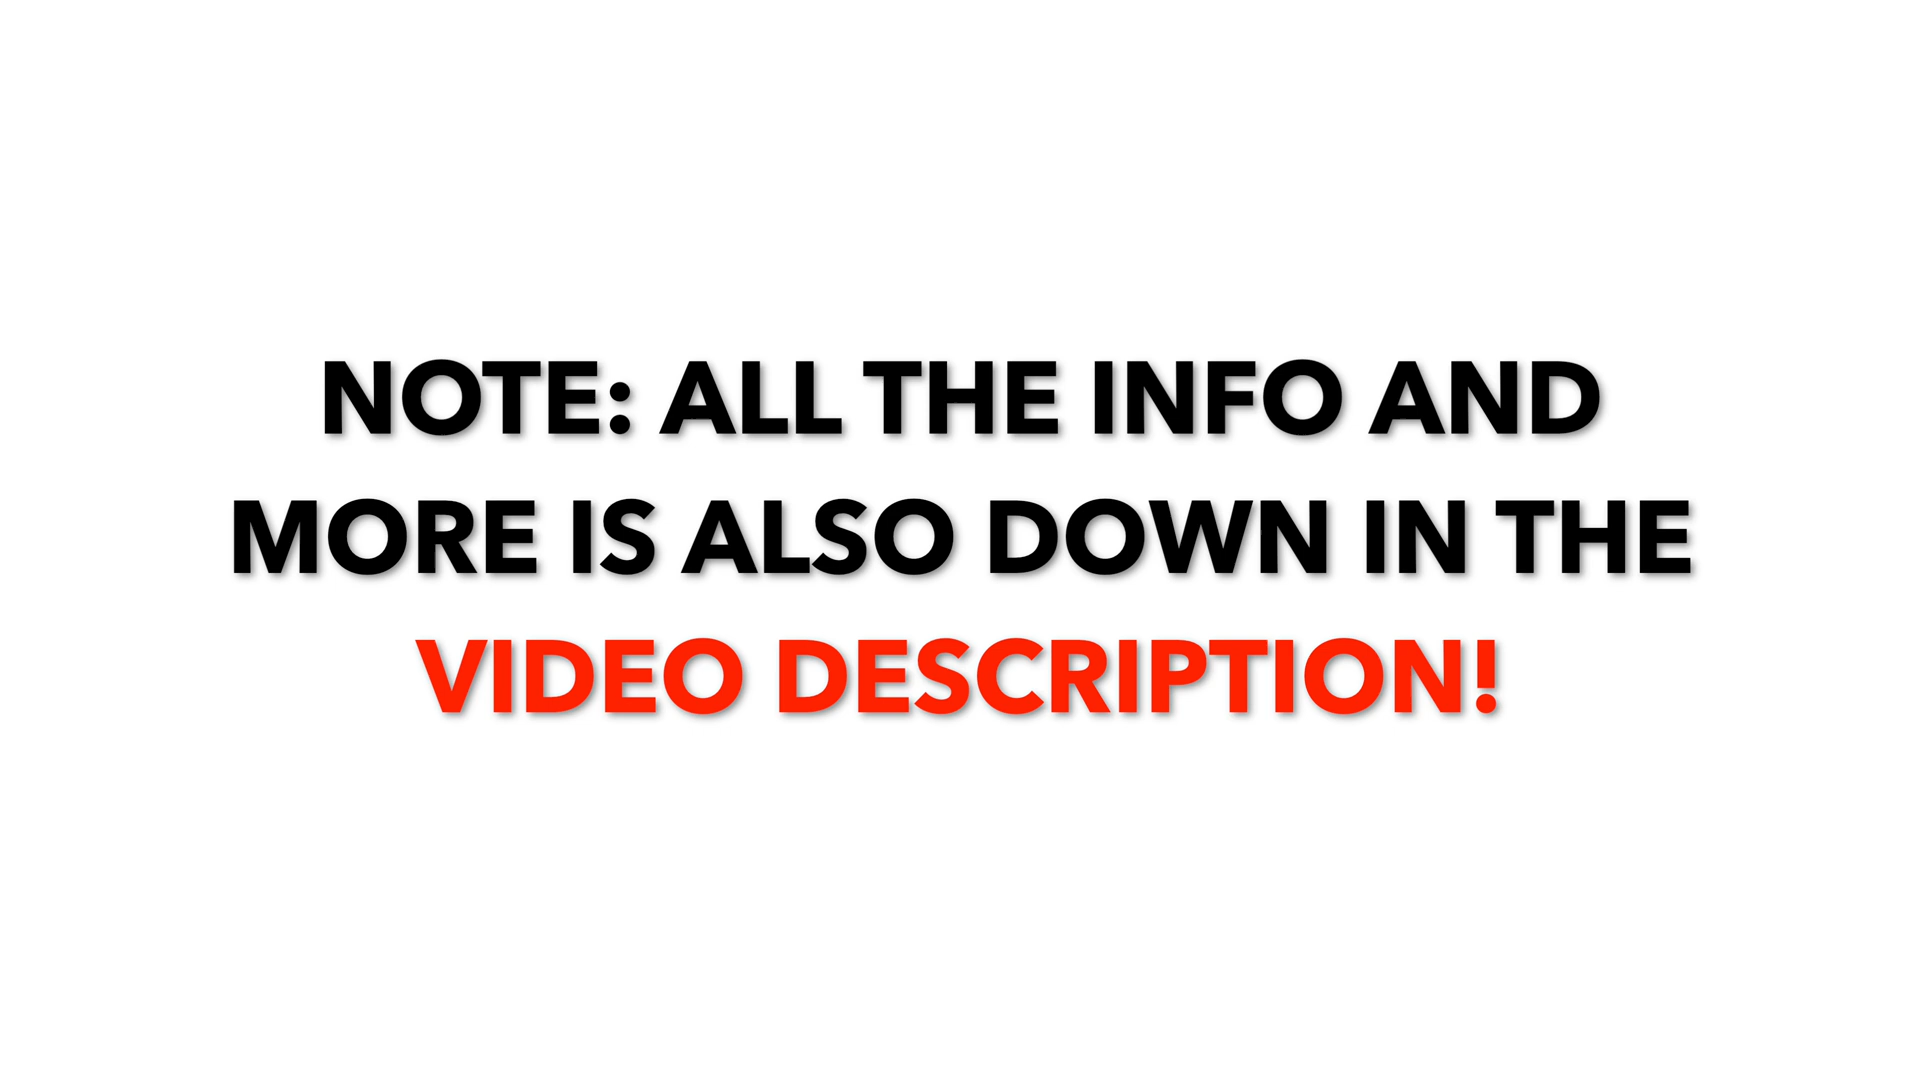 NOTE: ALL THE INFO AND
MORE IS ALSO DOWN IN THE
VIDEO DESCRIPTION!